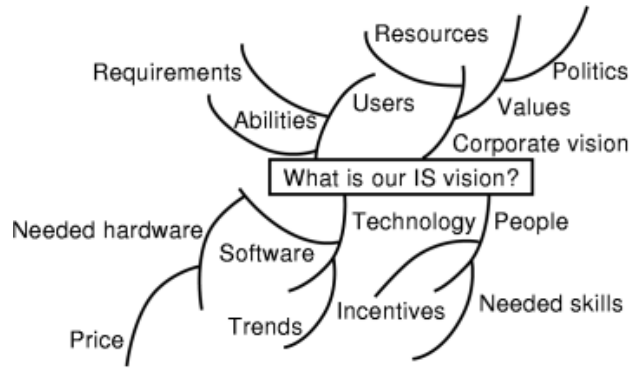 Resources
Requirements
Politics
Users
Values
Abilities
Corporate vision
What is our IS vision?
Technology
People
Needed hardware
Software
Needed skills
Incentives
Trends
Price